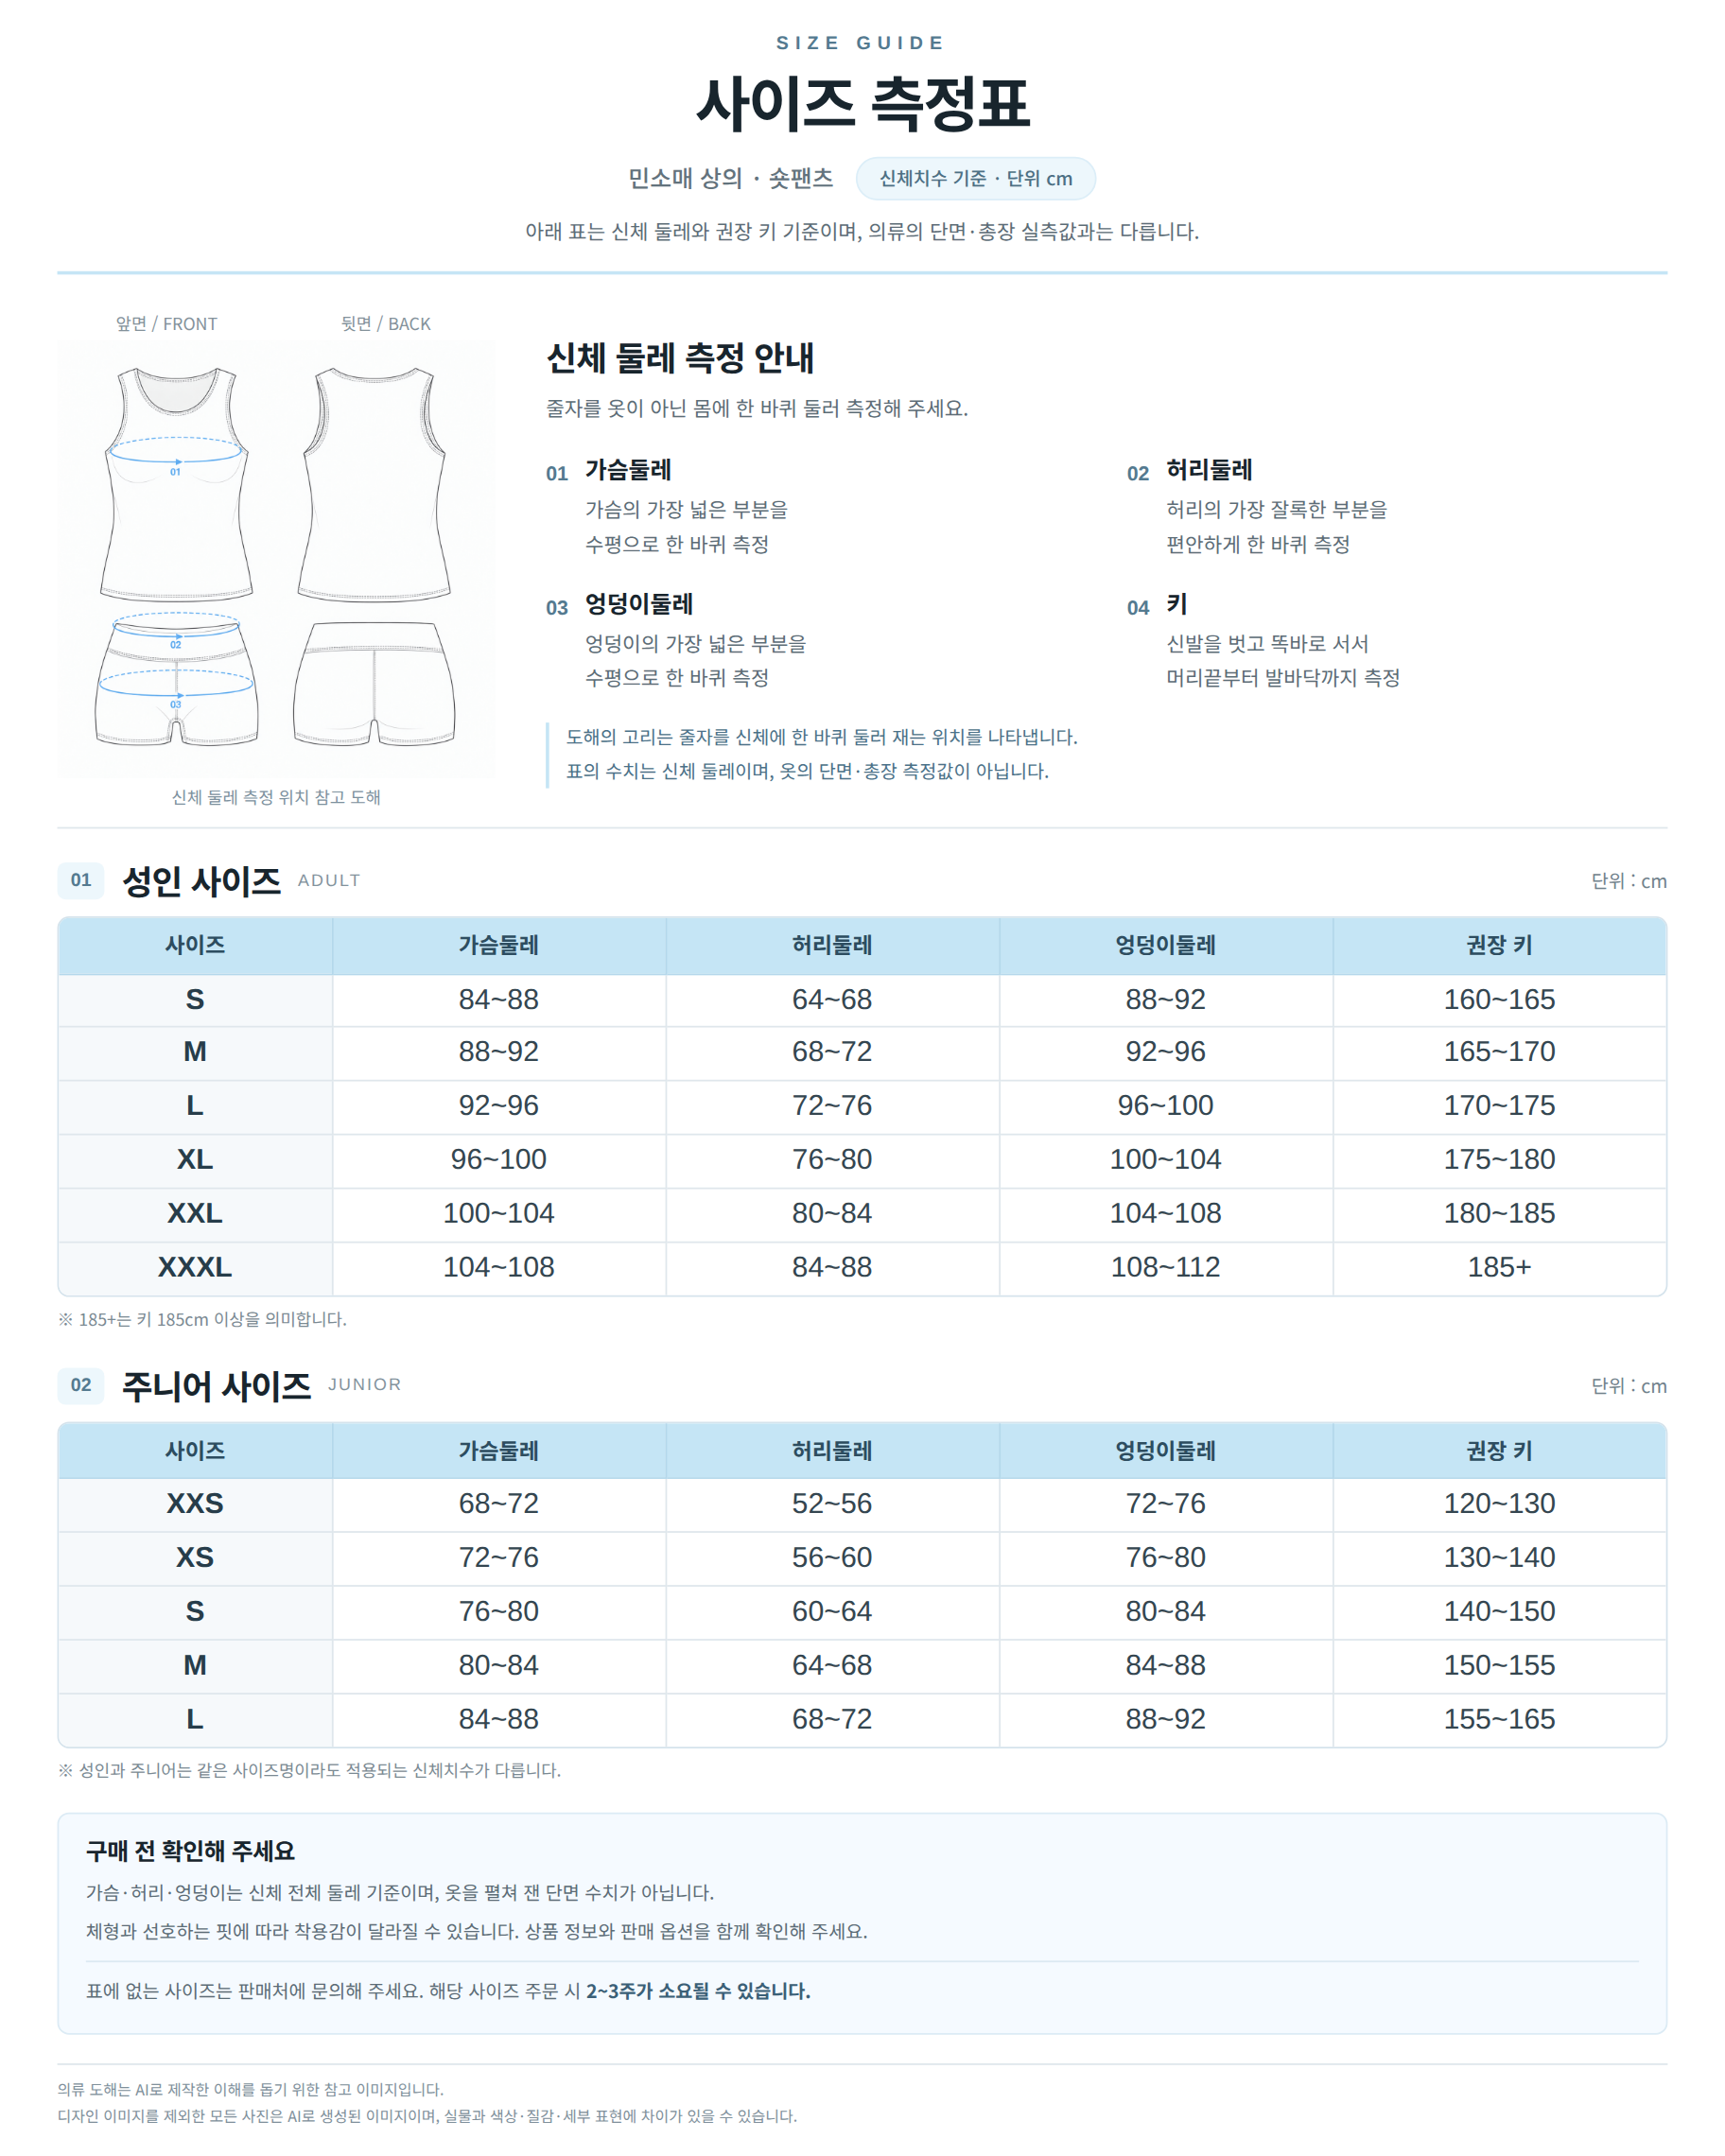 SIZE GUIDE
사이즈 측정표
민소매 상의 · 숏팬츠 신체치수 기준 · 단위 cm
아래 표는 신체 둘레와 권장 키 기준이며, 의류의 단면·총장 실측값과는 다릅니다.
앞면 / FRONT 뒷면 / BACK
01
02
03
신체 둘레 측정 위치 참고 도해
신체 둘레 측정 안내
줄자를 옷이 아닌 몸에 한 바퀴 둘러 측정해 주세요.
01 가슴둘레
가슴의 가장 넓은 부분을
수평으로 한 바퀴 측정
02 허리둘레
허리의 가장 잘록한 부분을
편안하게 한 바퀴 측정
03 엉덩이둘레
엉덩이의 가장 넓은 부분을
수평으로 한 바퀴 측정
04 키
신발을 벗고 똑바로 서서
머리끝부터 발바닥까지 측정
도해의 고리는 줄자를 신체에 한 바퀴 둘러 재는 위치를 나타냅니다.
표의 수치는 신체 둘레이며, 옷의 단면·총장 측정값이 아닙니다.
01 성인 사이즈 ADULT 단위 : cm
사이즈 가슴둘레 허리둘레 엉덩이둘레 권장 키
S 84~88 64~68 88~92 160~165
M 88~92 68~72 92~96 165~170
L 92~96 72~76 96~100 170~175
XL 96~100 76~80 100~104 175~180
XXL 100~104 80~84 104~108 180~185
XXXL 104~108 84~88 108~112 185+
※ 185+는 키 185cm 이상을 의미합니다.
02 주니어 사이즈 JUNIOR 단위 : cm
사이즈 가슴둘레 허리둘레 엉덩이둘레 권장 키
XXS 68~72 52~56 72~76 120~130
XS 72~76 56~60 76~80 130~140
S 76~80 60~64 80~84 140~150
M 80~84 64~68 84~88 150~155
L 84~88 68~72 88~92 155~165
※ 성인과 주니어는 같은 사이즈명이라도 적용되는 신체치수가 다릅니다.
구매 전 확인해 주세요
가슴·허리·엉덩이는 신체 전체 둘레 기준이며, 옷을 펼쳐 잰 단면 수치가 아닙니다.
체형과 선호하는 핏에 따라 착용감이 달라질 수 있습니다. 상품 정보와 판매 옵션을 함께 확인해 주세요.
표에 없는 사이즈는 판매처에 문의해 주세요. 해당 사이즈 주문 시 2~3주가 소요될 수 있습니다.
의류 도해는 AI로 제작한 이해를 돕기 위한 참고 이미지입니다.
디자인 이미지를 제외한 모든 사진은 AI로 생성된 이미지이며, 실물과 색상·질감·세부 표현에 차이가 있을 수 있습니다.